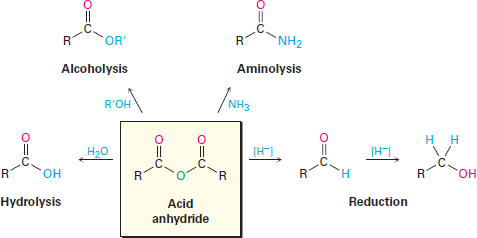 O
C
R OR′
Alcoholysis
O
C
R NH₂
Aminolysis
R′OH
NH₃
O
C
R OH
Hydrolysis
H₂O
O O
C C
R O R
Acid
anhydride
[H⁻]
O
C
R H
[H⁻]
H H
C
R OH
Reduction